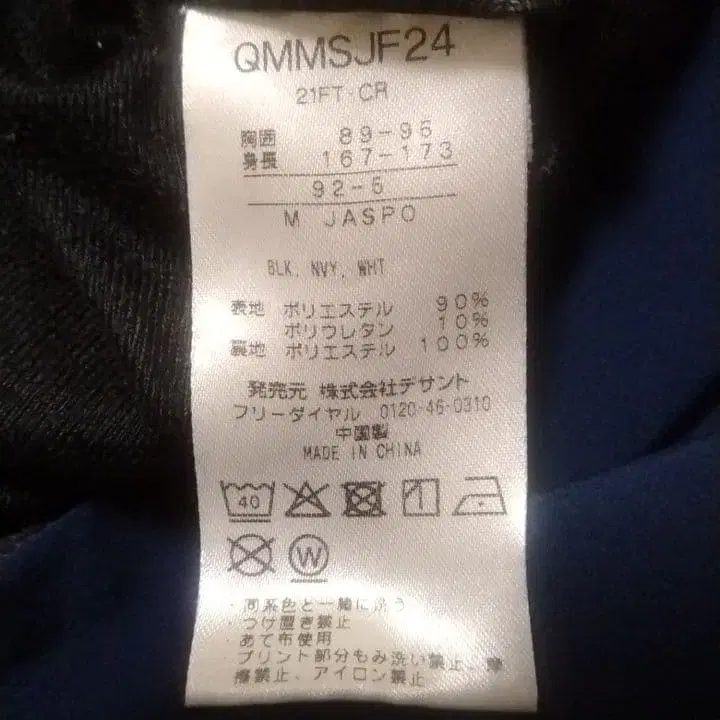 QMMSJF24
21FT-CR
胸囲 89-95
身長 167-173
92-5
M JASPO
BLK, NVY, WHT
表地 ポリエステル 90%
ポリウレタン 10%
裏地 ポリエステル 100%
発売元 株式会社デサント
フリーダイヤル 0120-46-0310
中国製
MADE IN CHINA
40
W
・同系色と一緒に洗う
・つけ置き禁止
・あて布使用
・プリント部分もみ洗い禁止、摩
擦禁止、アイロン禁止